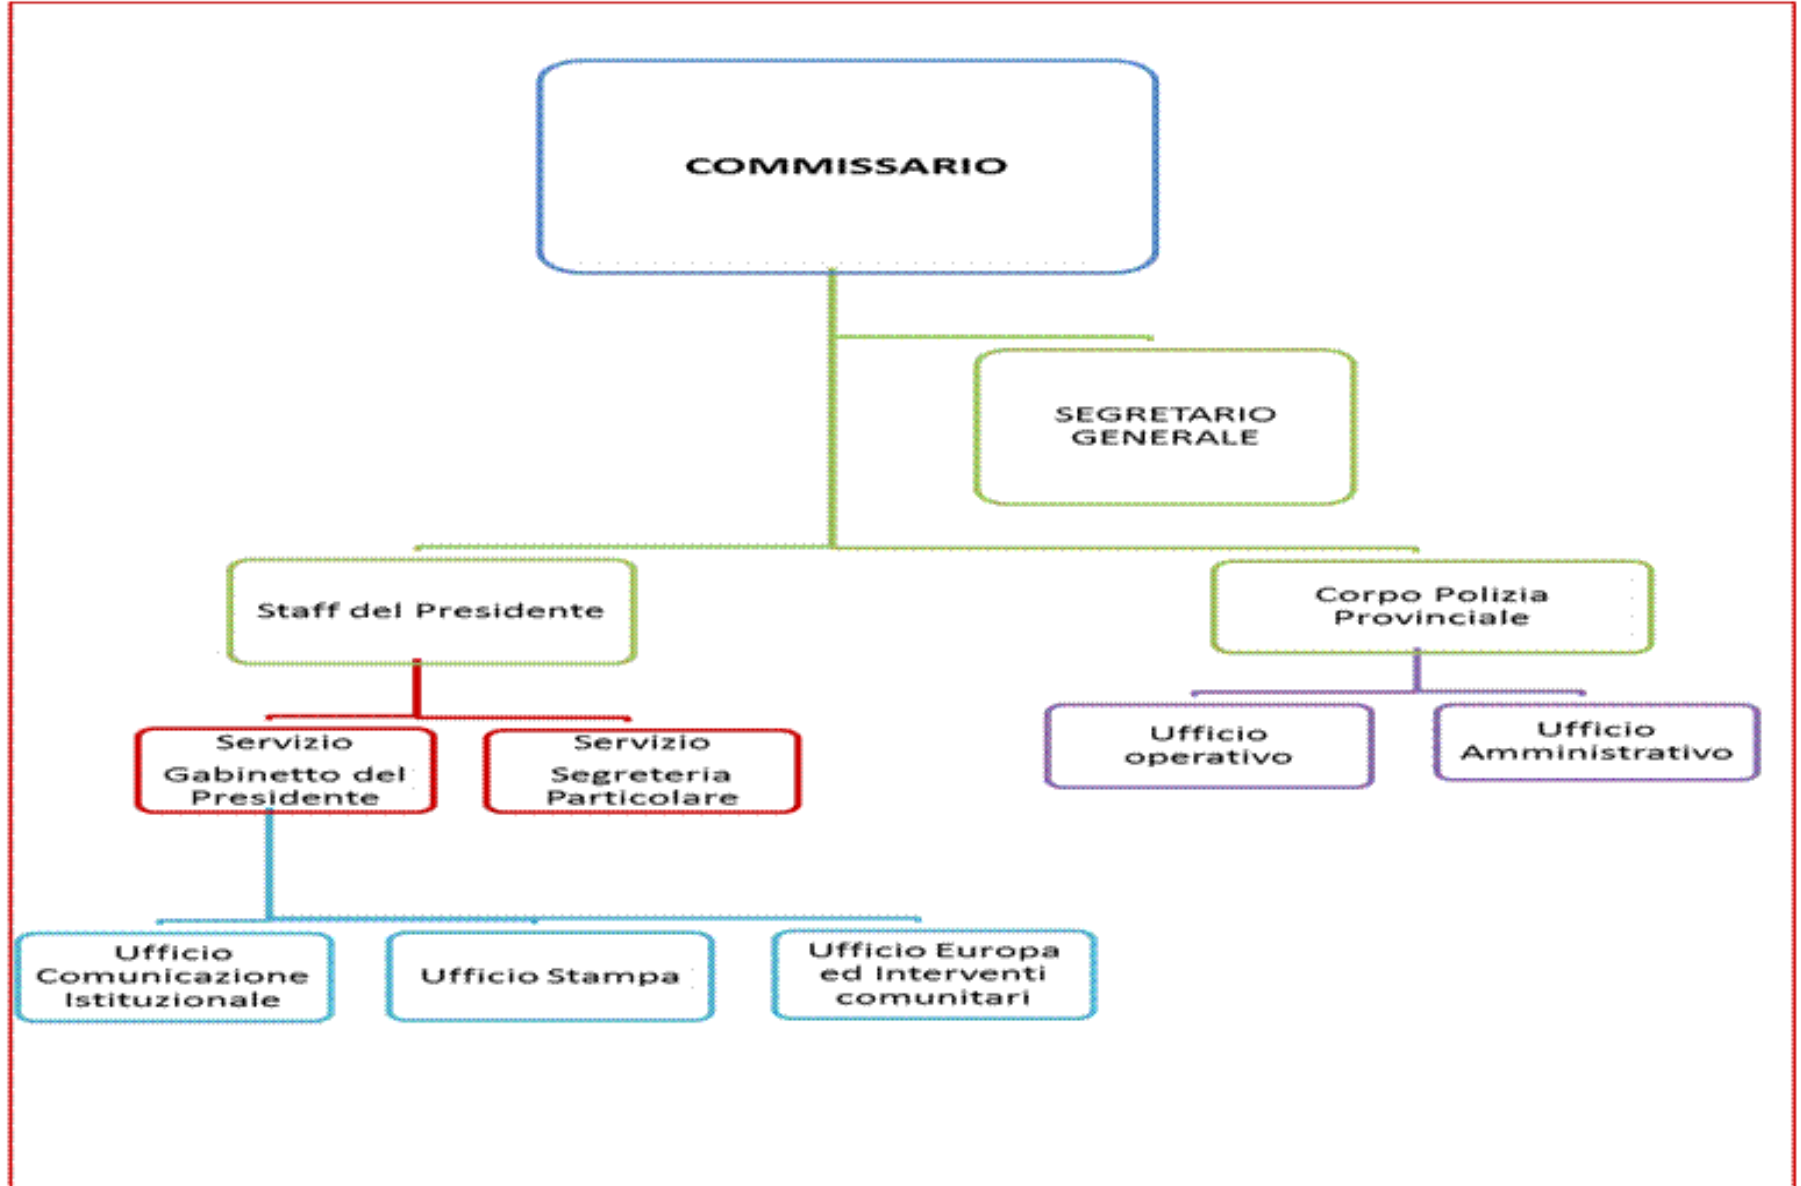 COMMISSARIO
SEGRETARIO
GENERALE
Staff del Presidente
Corpo Polizia
Provinciale
Servizio
Gabinetto del
Presidente
Servizio
Segreteria
Particolare
Ufficio
operativo
Ufficio
Amministrativo
Ufficio
Comunicazione
Istituzionale
Ufficio Stampa
Ufficio Europa
ed Interventi
comunitari